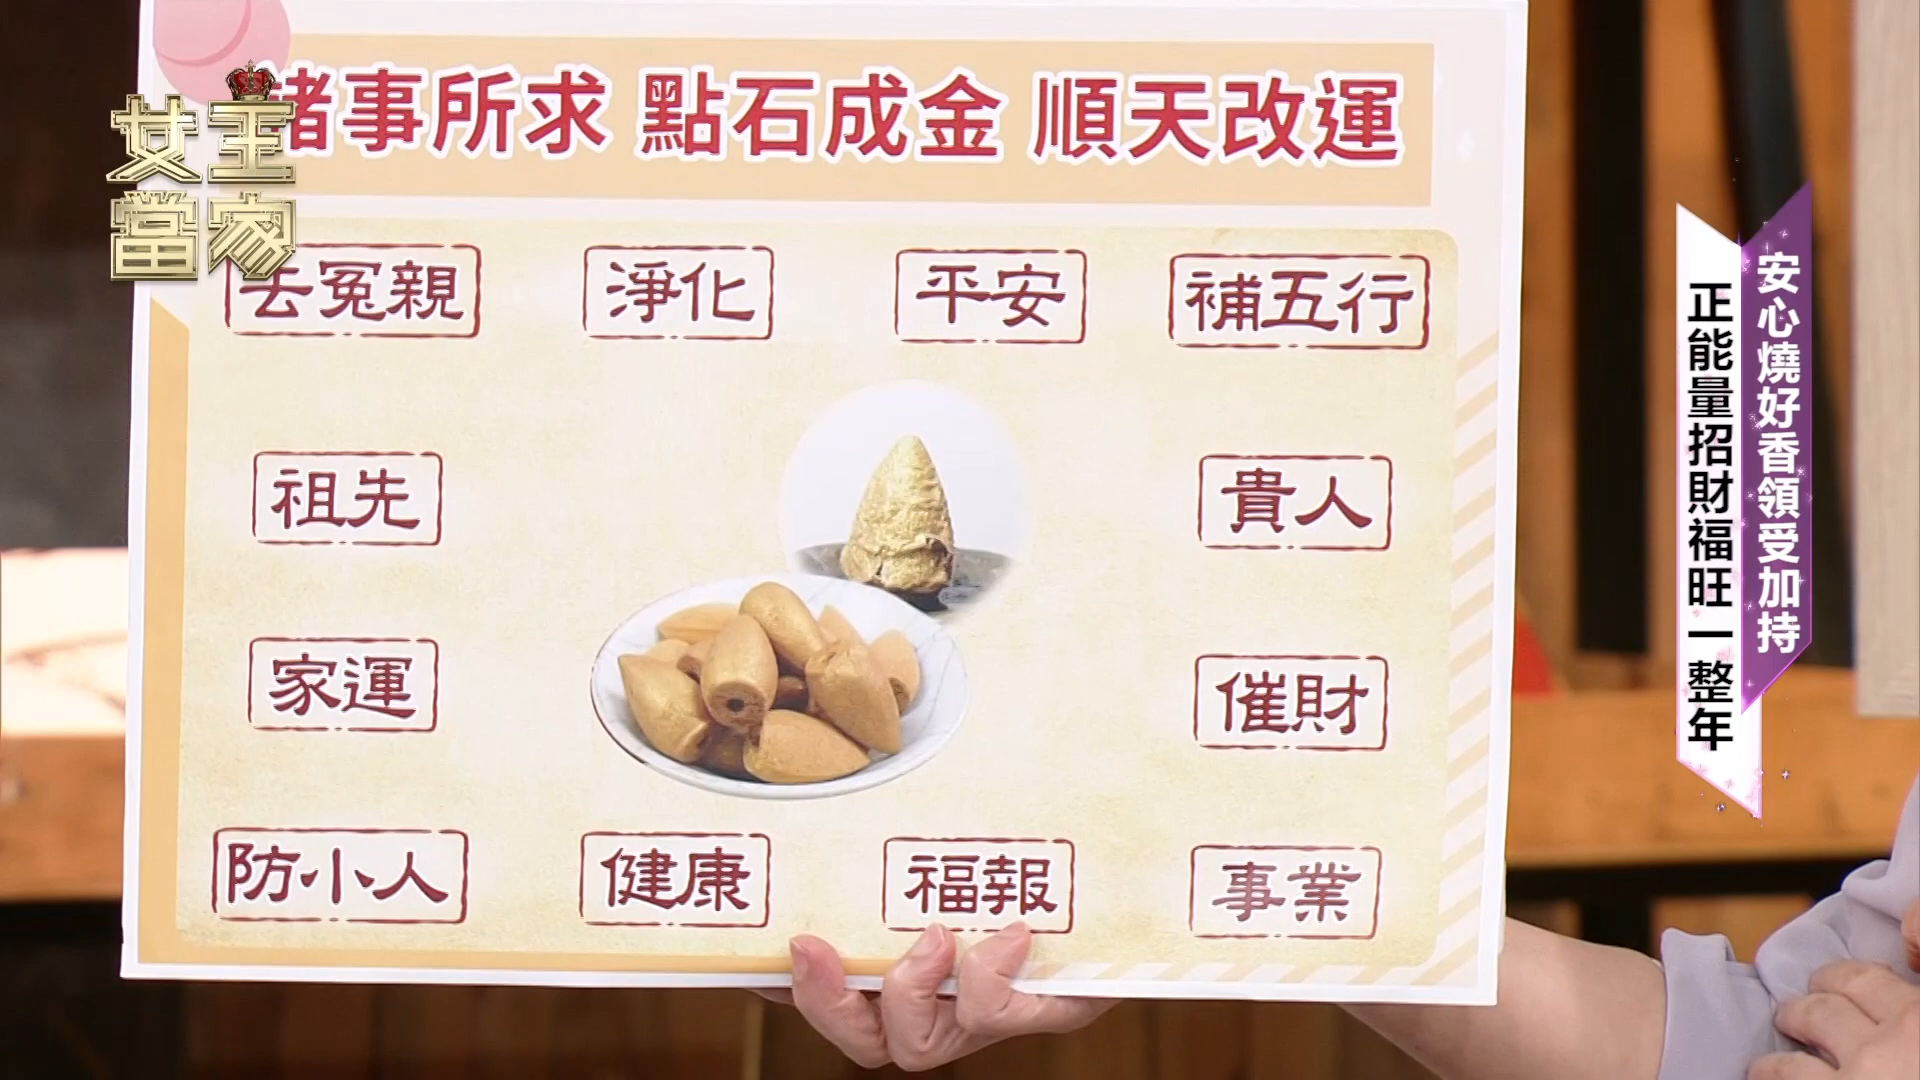 女王
當家
諸事所求 點石成金 順天改運
去冤親 淨化 平安 補五行
祖先 貴人
家運 催財
防小人 健康 福報 事業
安心燒好香領受加持
正能量招財福旺一整年